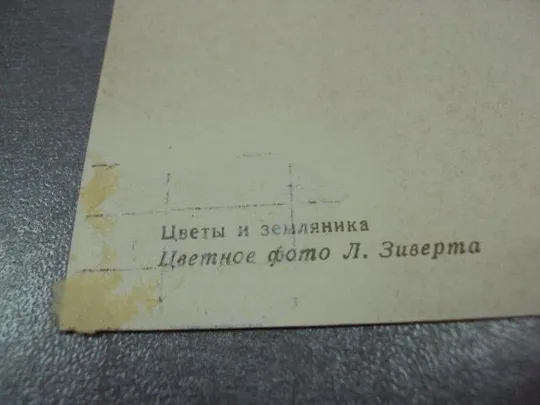 Цветы и земляника
Цветное фото Л. Зиверта